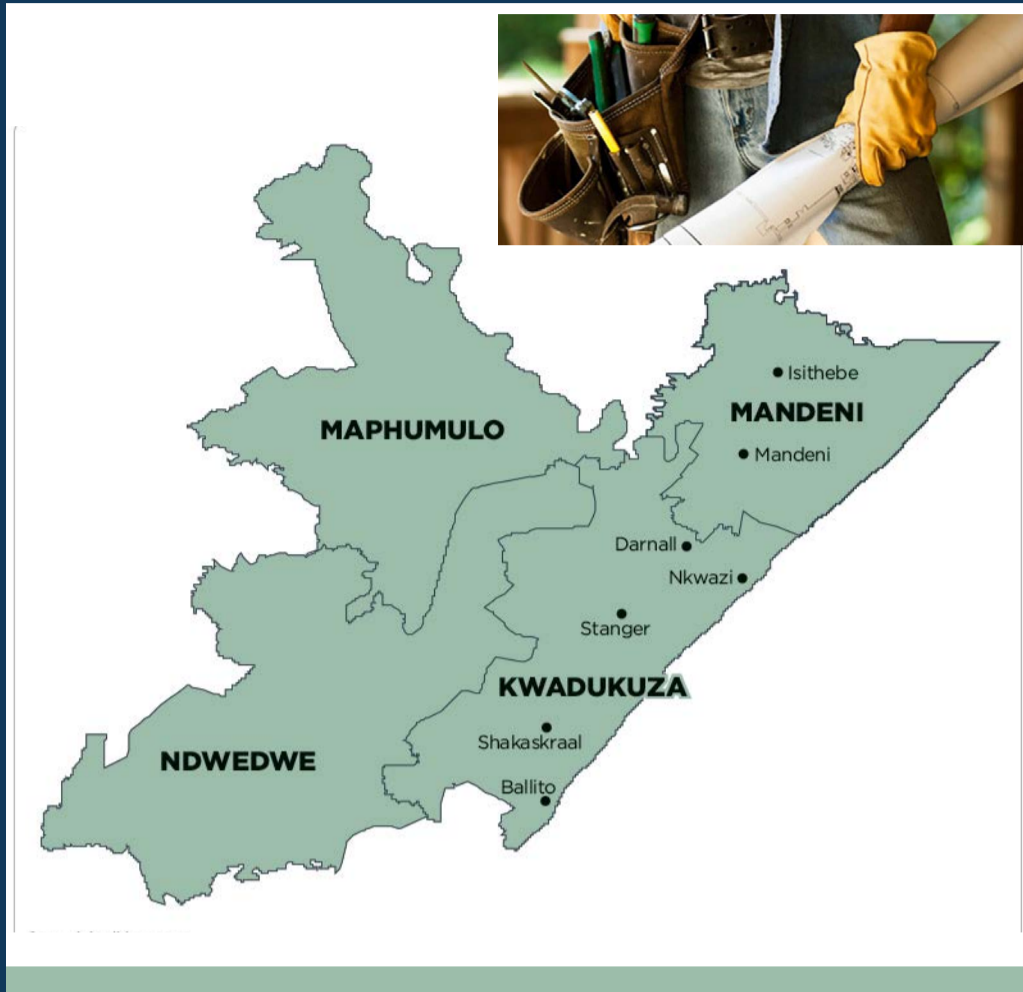 Isithebe
MANDENI
MAPHUMULO
Mandeni
Darnall
Nkwazi
Stanger
KWADUKUZA
Shakaskraal
NDWEDWE
Ballito